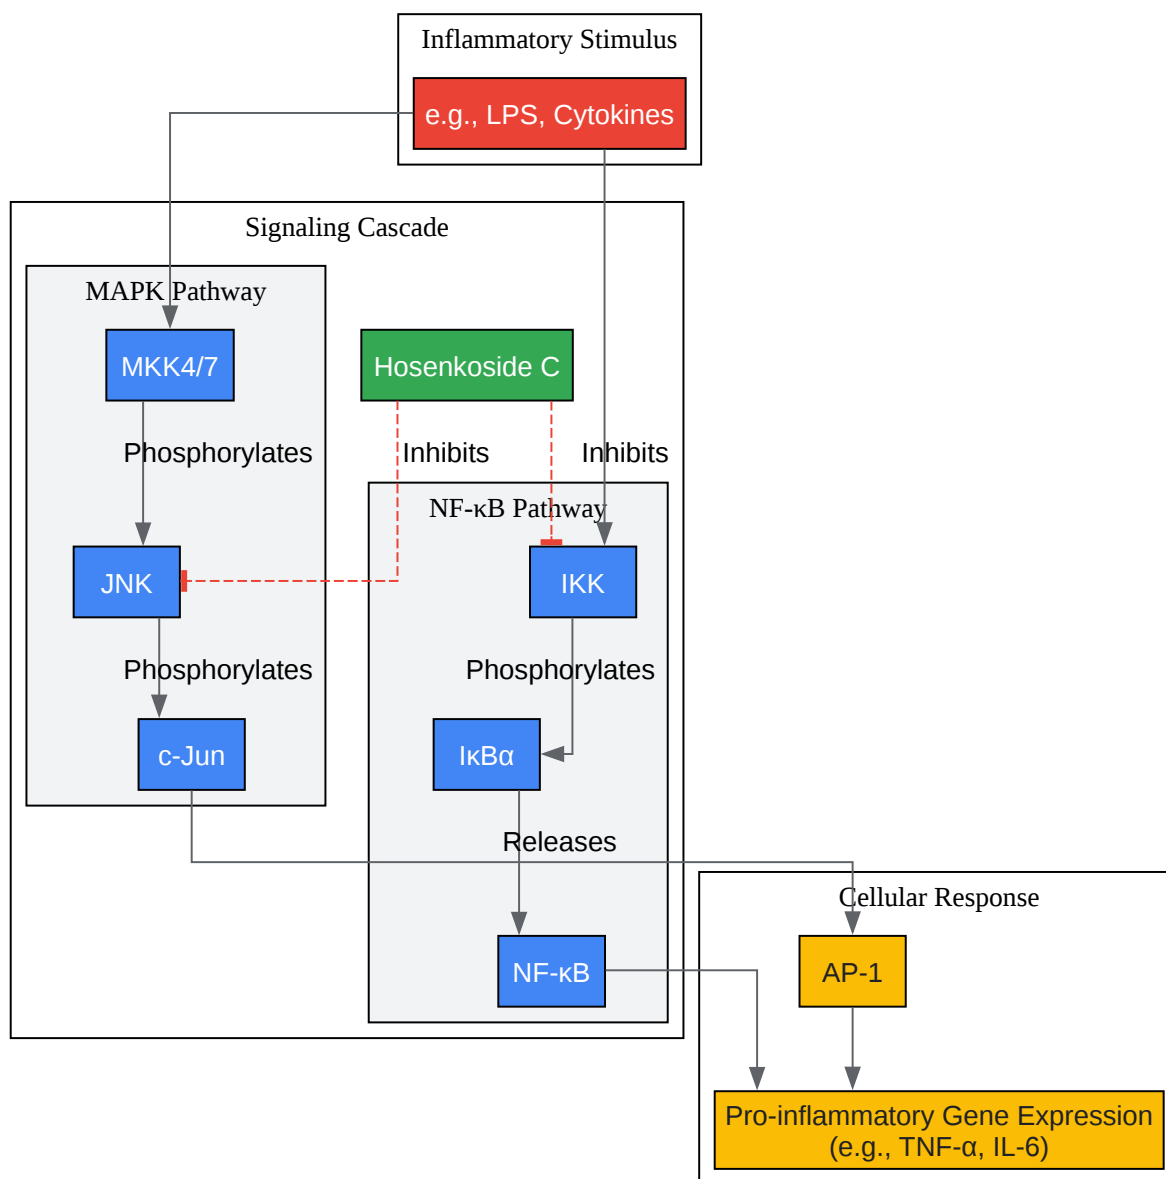 Inflammatory Stimulus
e.g., LPS, Cytokines
Signaling Cascade
MAPK Pathway
MKK4/7
Hosenkoside C
Phosphorylates
Inhibits
Inhibits
NF-κB Pathway
JNK
IKK
Phosphorylates
Phosphorylates
c-Jun
IκBα
Releases
Cellular Response
NF-κB
AP-1
Pro-inflammatory Gene Expression
(e.g., TNF-α, IL-6)